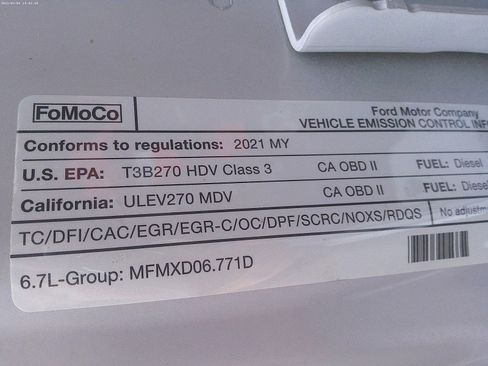 FoMoCo
Ford Motor Company
VEHICLE EMISSION CONTROL
Conforms to regulations: 2021 MY
U.S. EPA: T3B270 HDV Class 3 CA OBD II FUEL: Diesel
California: ULEV270 MDV CA OBD II FUEL: Diesel
TC/DFI/CAC/EGR/EGR-C/OC/DPF/SCRC/NOXS/RDQS No
6.7L-Group: MFMXD06.771D